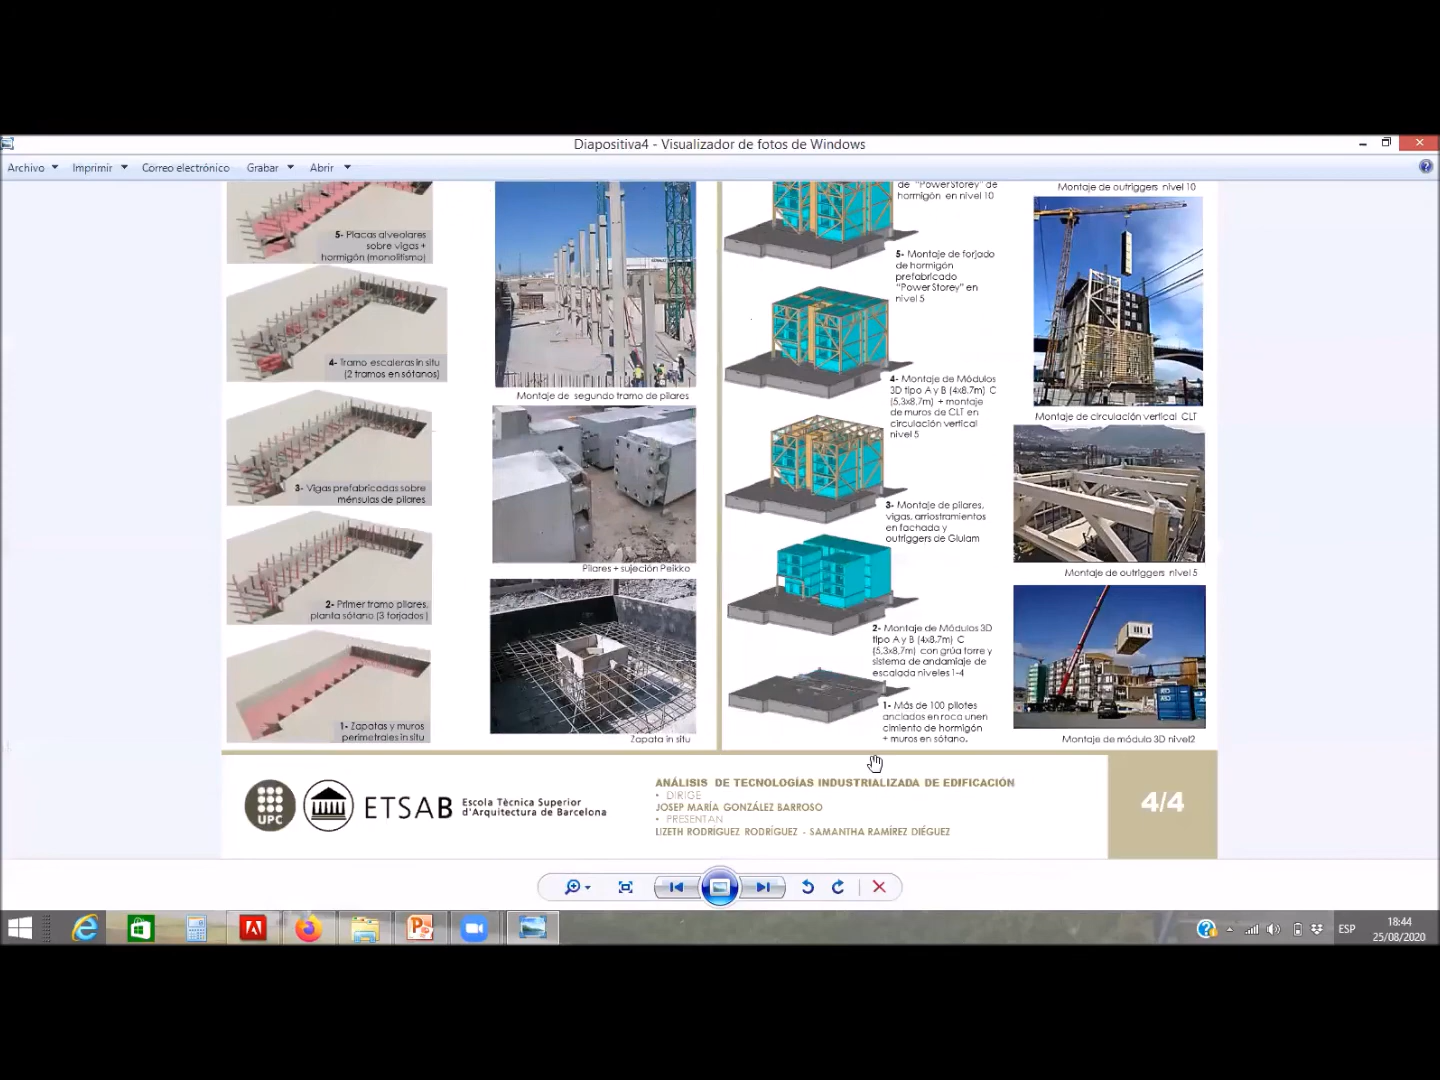 Diapositiva4 - Visualizador de fotos de Windows
Archivo
Imprimir
Correo electrónico
Grabar
Abrir
5- Placas alveolares
sobre vigas +
hormigón (monolitismo)
4- Tramo escaleras in situ
(2 tramos en sótanos)
3- Vigas prefabricadas sobre
ménsulas de pilares
2- Primer tramo pilares,
planta sótano (3 forjados)
1- Zapatas y muros
perimetrales in situ
Montaje de segundo tramo de pilares
Pilares + sujeción Peikko
Zapata in situ
de "PowerStorey" de
hormigón en nivel 10
5- Montaje de forjado
de hormigón
prefabricado
"Power Storey" en
nivel 5
4- Montaje de Módulos
3D tipo A y B (4x8.7m) C
(5,3x8,7m) + montaje
de muros de CLT en
circulación vertical
nivel 5
3- Montaje de pilares,
vigas, arriostramientos
en fachada y
outriggers de Glulam
2- Montaje de Módulos 3D
tipo A y B (4x8.7m) C
(5,3x8,7m) con grúa torre y
sistema de andamiaje de
escalada niveles 1-4
1- Más de 100 pilotes
anclados en roca unen
cimiento de hormigón
+ muros en sótano.
Montaje de outriggers nivel 10
Montaje de circulación vertical CLT
Montaje de outriggers nivel 5
Montaje de módulo 3D nivel2
UPC
ETSAB
Escola Tècnica Superior
d'Arquitectura de Barcelona
ANÁLISIS DE TECNOLOGÍAS INDUSTRIALIZADA DE EDIFICACIÓN
• DIRIGE
JOSEP MARÍA GONZÁLEZ BARROSO
• PRESENTAN
LIZETH RODRÍGUEZ RODRÍGUEZ - SAMANTHA RAMÍREZ DIÉGUEZ
4/4
ESP
18:44
25/08/2020